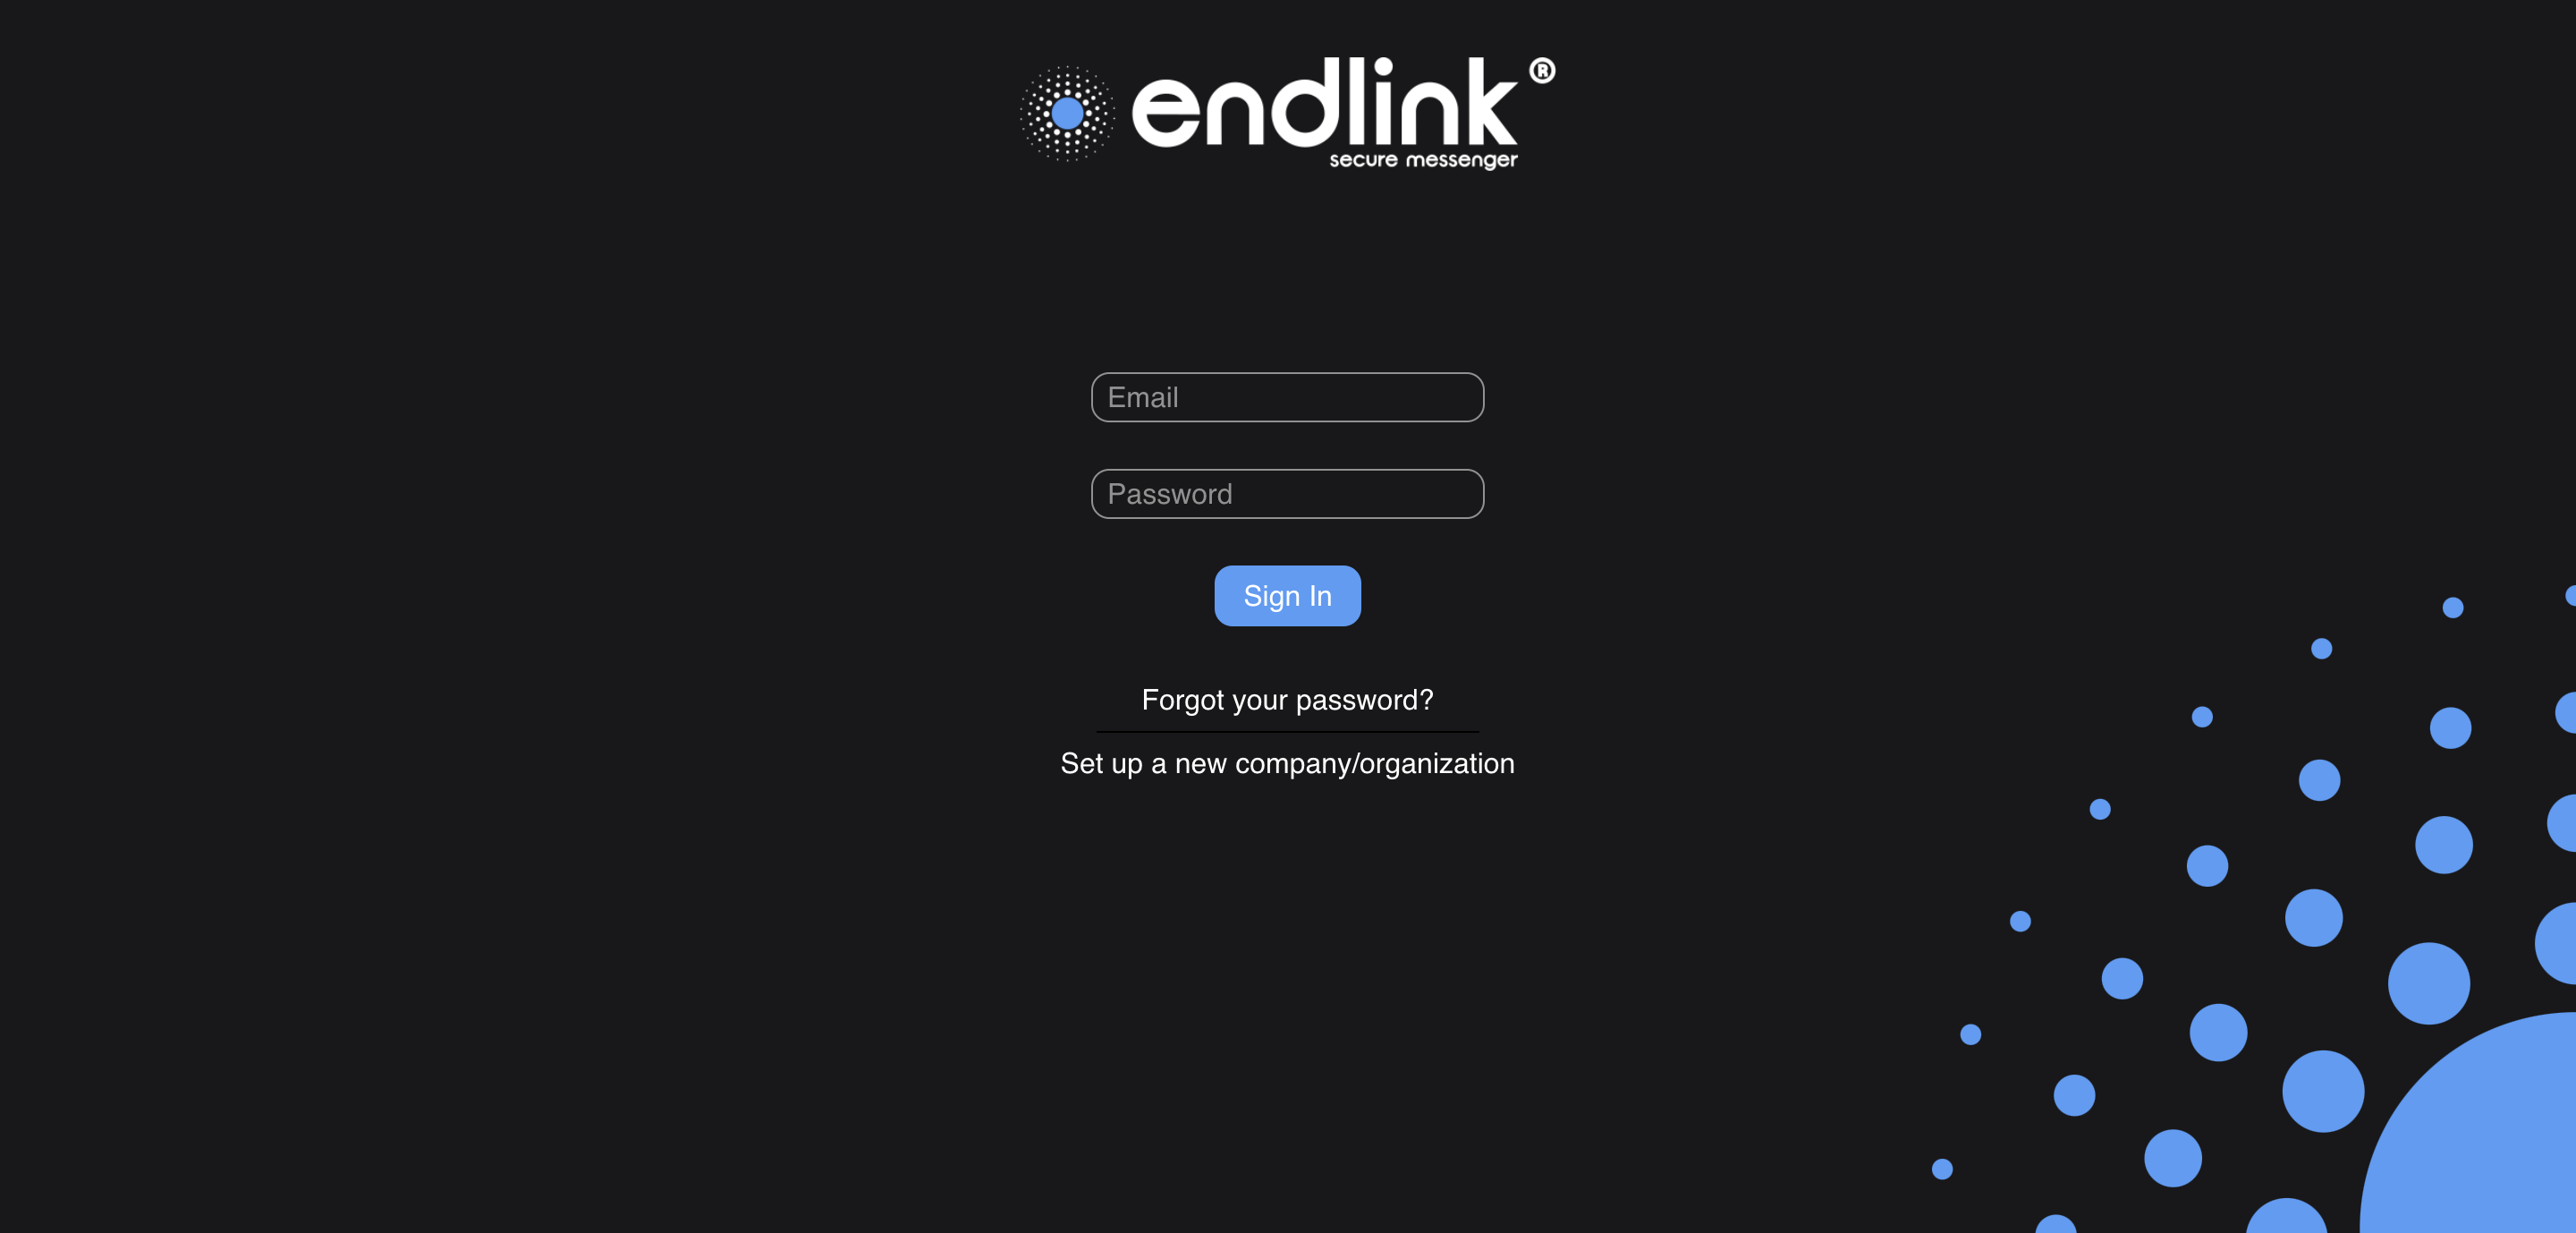 endlink ®
secure messenger
Email
Password
Sign In
Forgot your password?
Set up a new company/organization